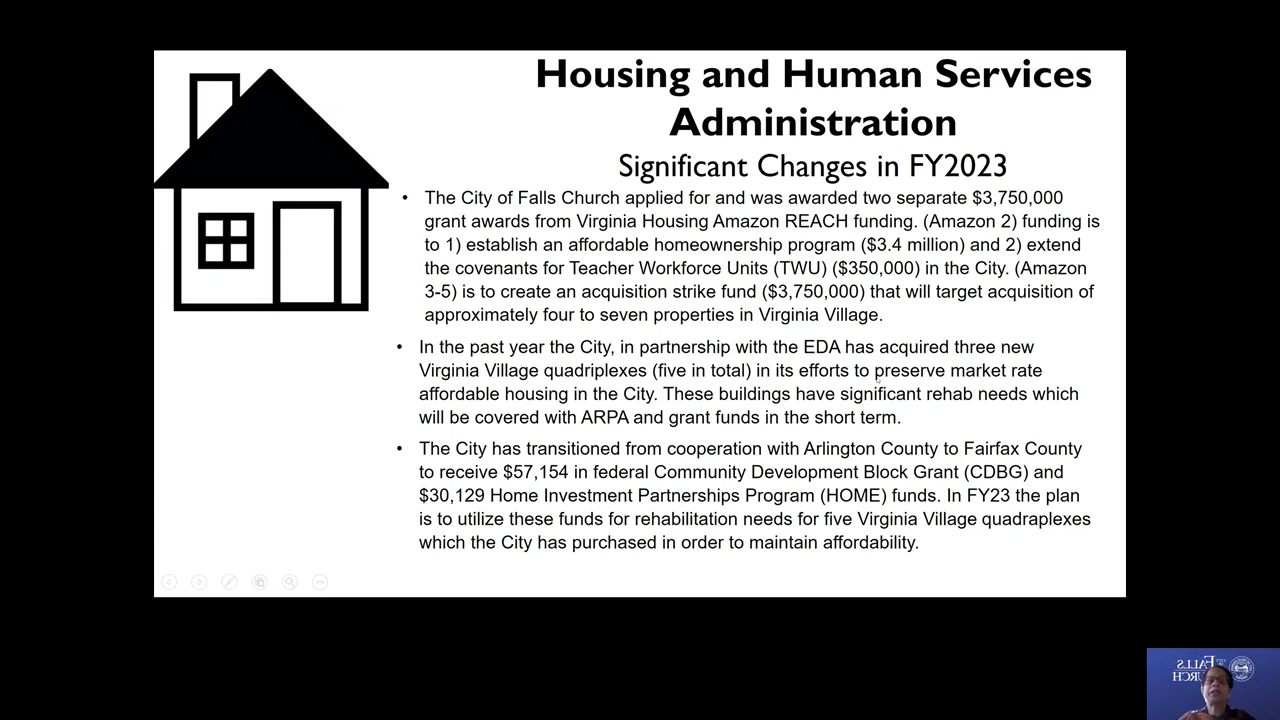 Housing and Human Services
Administration
Significant Changes in FY2023
• The City of Falls Church applied for and was awarded two separate $3,750,000
grant awards from Virginia Housing Amazon REACH funding. (Amazon 2) funding is
to 1) establish an affordable homeownership program ($3.4 million) and 2) extend
the covenants for Teacher Workforce Units (TWU) ($350,000) in the City. (Amazon
3-5) is to create an acquisition strike fund ($3,750,000) that will target acquisition of
approximately four to seven properties in Virginia Village.
• In the past year the City, in partnership with the EDA has acquired three new
Virginia Village quadriplexes (five in total) in its efforts to preserve market rate
affordable housing in the City. These buildings have significant rehab needs which
will be covered with ARPA and grant funds in the short term.
• The City has transitioned from cooperation with Arlington County to Fairfax County
to receive $57,154 in federal Community Development Block Grant (CDBG) and
$30,129 Home Investment Partnerships Program (HOME) funds. In FY23 the plan
is to utilize these funds for rehabilitation needs for five Virginia Village quadraplexes
which the City has purchased in order to maintain affordability.
FALLS